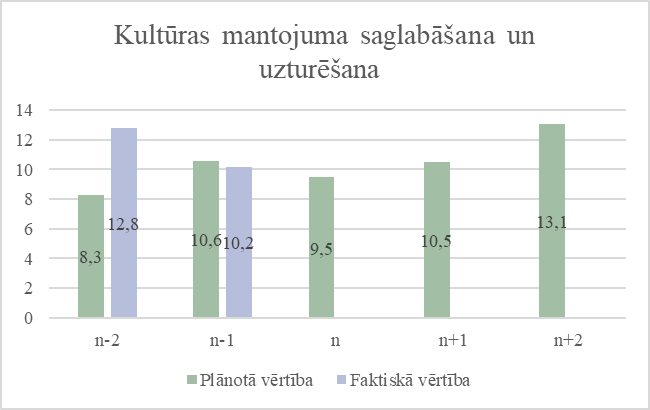 Kultūras mantojuma saglabāšana un
uzturēšana
14
12
10
8
6
4
2
0
8,3
12,8
10,6
10,2
9,5
10,5
13,1
n-2
n-1
n
n+1
n+2
Plānotā vērtība
Faktiskā vērtība